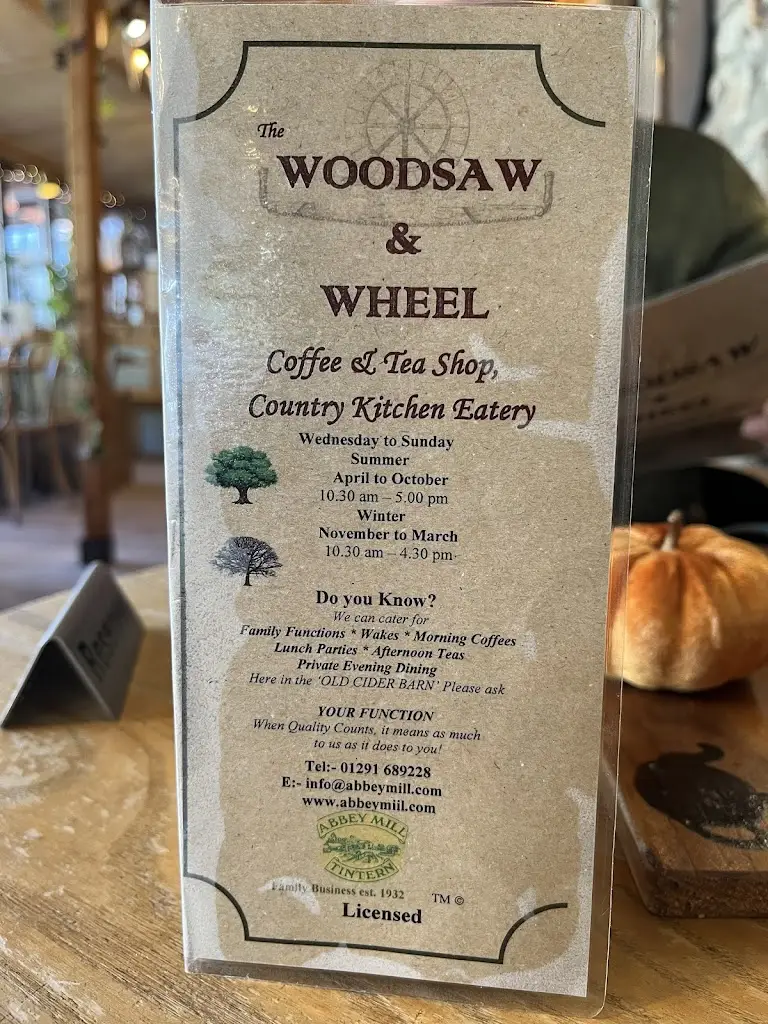 The
WOODSAW
&
WHEEL
Coffee & Tea Shop,
Country Kitchen Eatery
Wednesday to Sunday
Summer
April to October
10.30 am – 5.00 pm
Winter
November to March
10.30 am – 4.30 pm
Do you Know?
We can cater for
Family Functions * Wakes * Morning Coffees
Lunch Parties * Afternoon Teas
Private Evening Dining
Here in the ‘OLD CIDER BARN’ Please ask
YOUR FUNCTION
When Quality Counts, it means as much
to us as it does to you!
Tel:- 01291 689228
E:- info@abbeymill.com
www.abbeymiil.com
ABBEY MILL
TINTERN
Family Business est. 1932 TM ©
Licensed